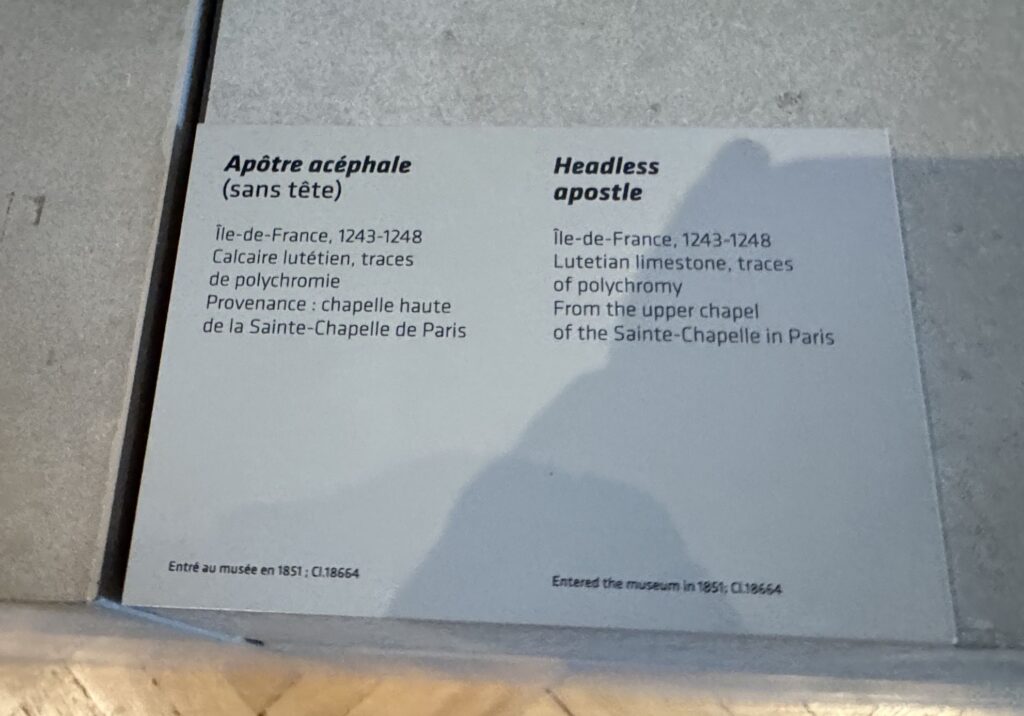 Apôtre acéphale
(sans tête)
Île-de-France, 1243-1248
Calcaire lutétien, traces
de polychromie
Provenance : chapelle haute
de la Sainte-Chapelle de Paris
Entré au musée en 1851 ; Cl.18664
Headless
apostle
Île-de-France, 1243-1248
Lutetian limestone, traces
of polychromy
From the upper chapel
of the Sainte-Chapelle in Paris
Entered the museum in 1851; Cl.18664